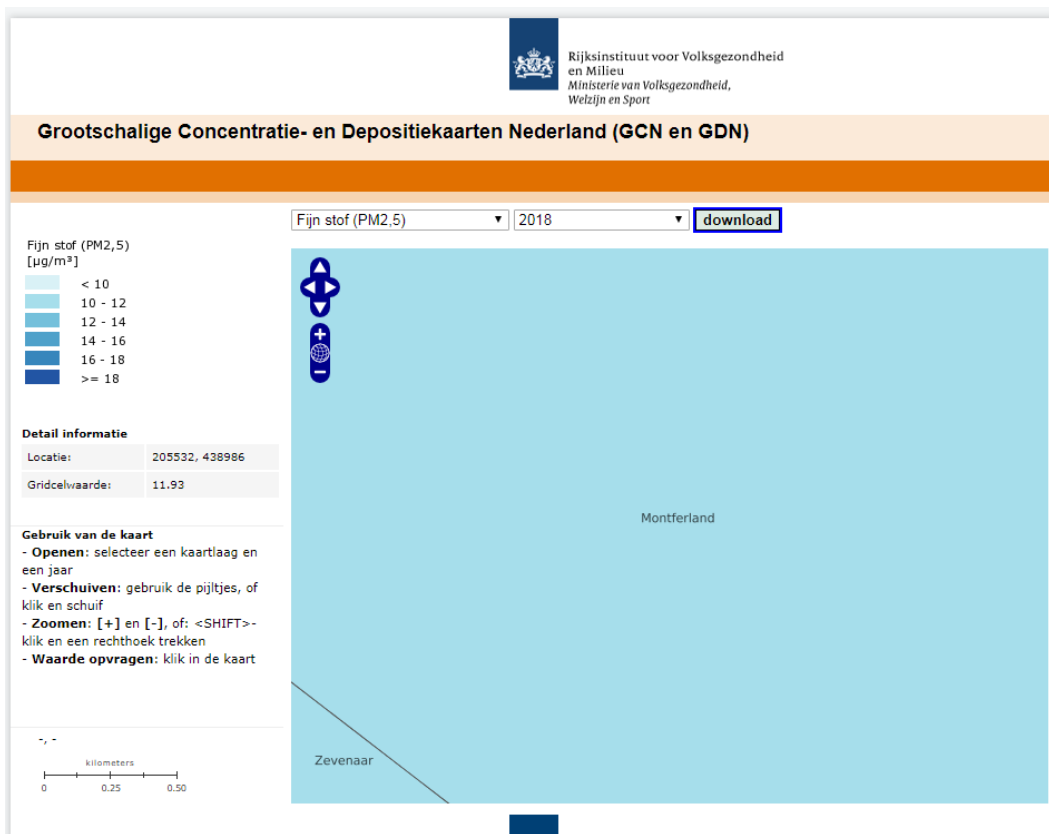 Rijksinstituut voor Volksgezondheid
en Milieu
Ministerie van Volksgezondheid,
Welzijn en Sport
Grootschalige Concentratie- en Depositiekaarten Nederland (GCN en GDN)
Fijn stof (PM2,5) 2018 download
Fijn stof (PM2,5)
[µg/m³]
< 10
10 - 12
12 - 14
14 - 16
16 - 18
>= 18
Detail informatie
Locatie: 205532, 438986
Gridcelwaarde: 11.93
Gebruik van de kaart
- Openen: selecteer een kaartlaag en
een jaar
- Verschuiven: gebruik de pijltjes, of
klik en schuif
- Zoomen: [+] en [-], of: <SHIFT>-
klik en een rechthoek trekken
- Waarde opvragen: klik in de kaart
-, -
kilometers
0 0.25 0.50
Montferland
Zevenaar